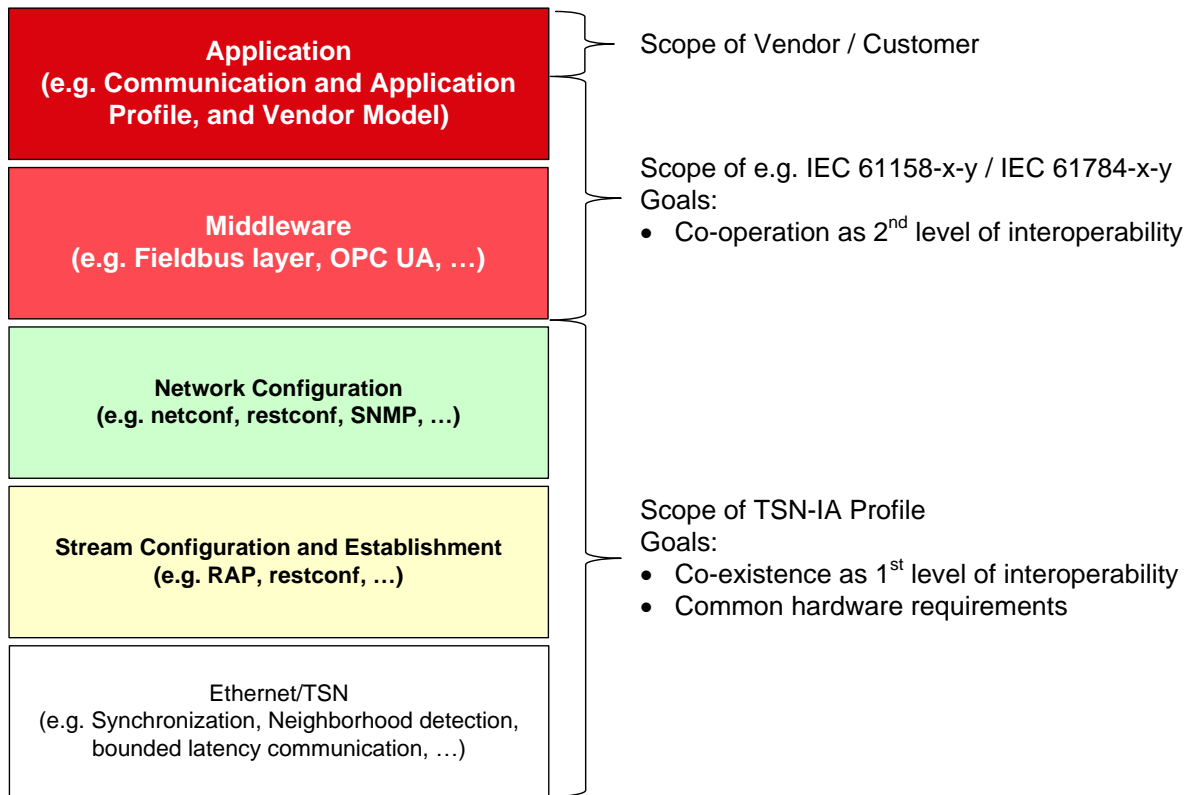 Application
(e.g. Communication and Application
Profile, and Vendor Model)
Scope of Vendor / Customer
Middleware
(e.g. Fieldbus layer, OPC UA, …)
Scope of e.g. IEC 61158-x-y / IEC 61784-x-y
Goals:
• Co-operation as 2nd level of interoperability
Network Configuration
(e.g. netconf, restconf, SNMP, …)
Stream Configuration and Establishment
(e.g. RAP, restconf, …)
Scope of TSN-IA Profile
Goals:
• Co-existence as 1st level of interoperability
• Common hardware requirements
Ethernet/TSN
(e.g. Synchronization, Neighborhood detection,
bounded latency communication, …)